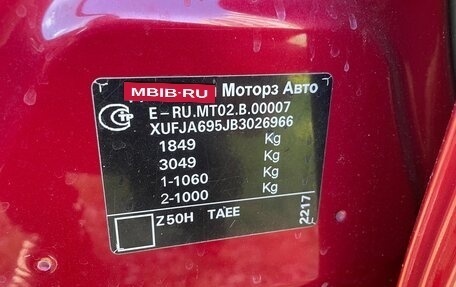 MBIB.RU Моторз Авто
E-RU.MT02.B.00007
XUFJA695JB3026966
1849 Kg
3049 Kg
1-1060 Kg
2-1000 Kg
Z50H TAEE
2217